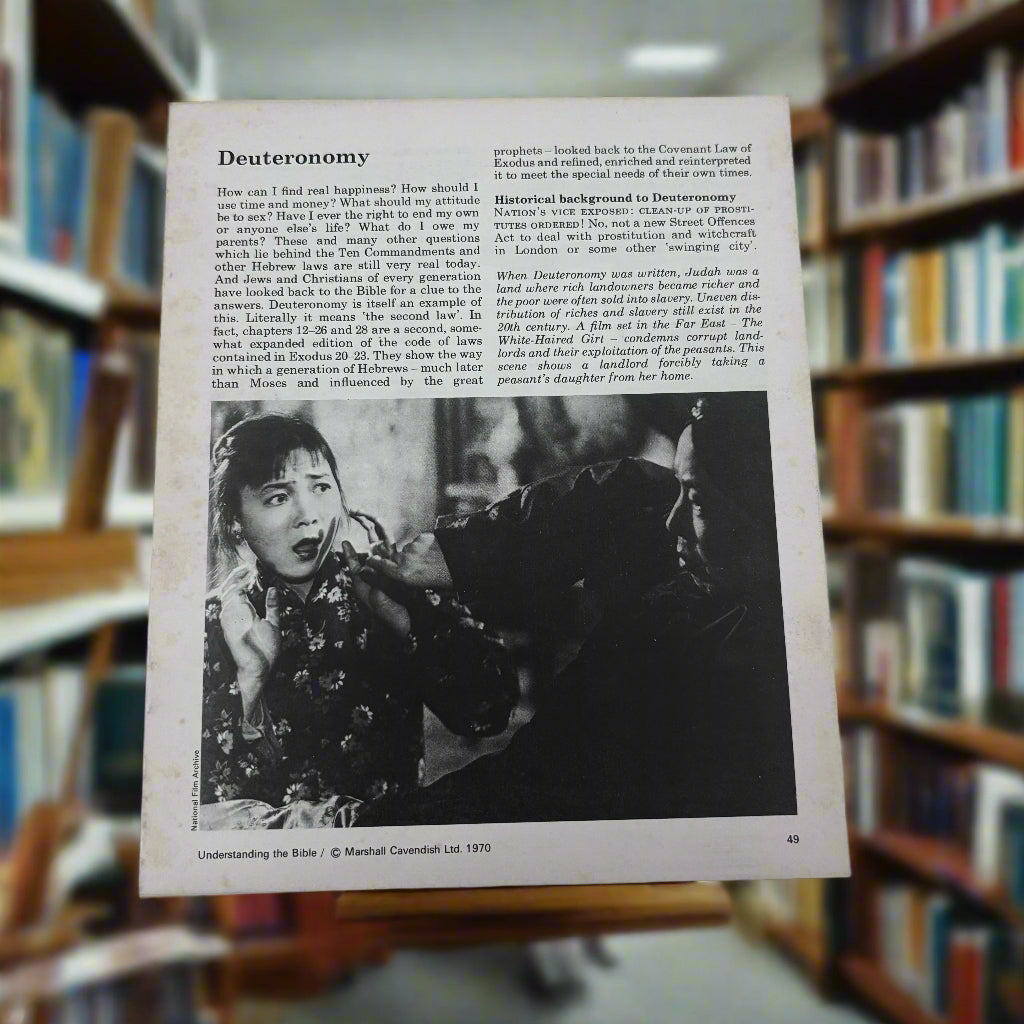 Deuteronomy
How can I find real happiness? How should I
use time and money? What should my attitude
be to sex? Have I ever the right to end my own
or anyone else's life? What do I owe my
parents? These and many other questions
which lie behind the Ten Commandments and
other Hebrew laws are still very real today.
And Jews and Christians of every generation
have looked back to the Bible for a clue to the
answers. Deuteronomy is itself an example of
this. Literally it means 'the second law'. In
fact, chapters 12–26 and 28 are a second, some-
what expanded edition of the code of laws
contained in Exodus 20–23. They show the way
in which a generation of Hebrews – much later
than Moses and influenced by the great
prophets – looked back to the Covenant Law of
Exodus and refined, enriched and reinterpreted
it to meet the special needs of their own times.
Historical background to Deuteronomy
NATION'S VICE EXPOSED: CLEAN-UP OF PROSTI-
TUTES ORDERED! No, not a new Street Offences
Act to deal with prostitution and witchcraft
in London or some other 'swinging city'.
When Deuteronomy was written, Judah was a
land where rich landowners became richer and
the poor were often sold into slavery. Uneven dis-
tribution of riches and slavery still exist in the
20th century. A film set in the Far East – The
White-Haired Girl – condemns corrupt land-
lords and their exploitation of the peasants. This
scene shows a landlord forcibly taking a
peasant's daughter from her home.
National Film Archive
Understanding the Bible / © Marshall Cavendish Ltd. 1970
49